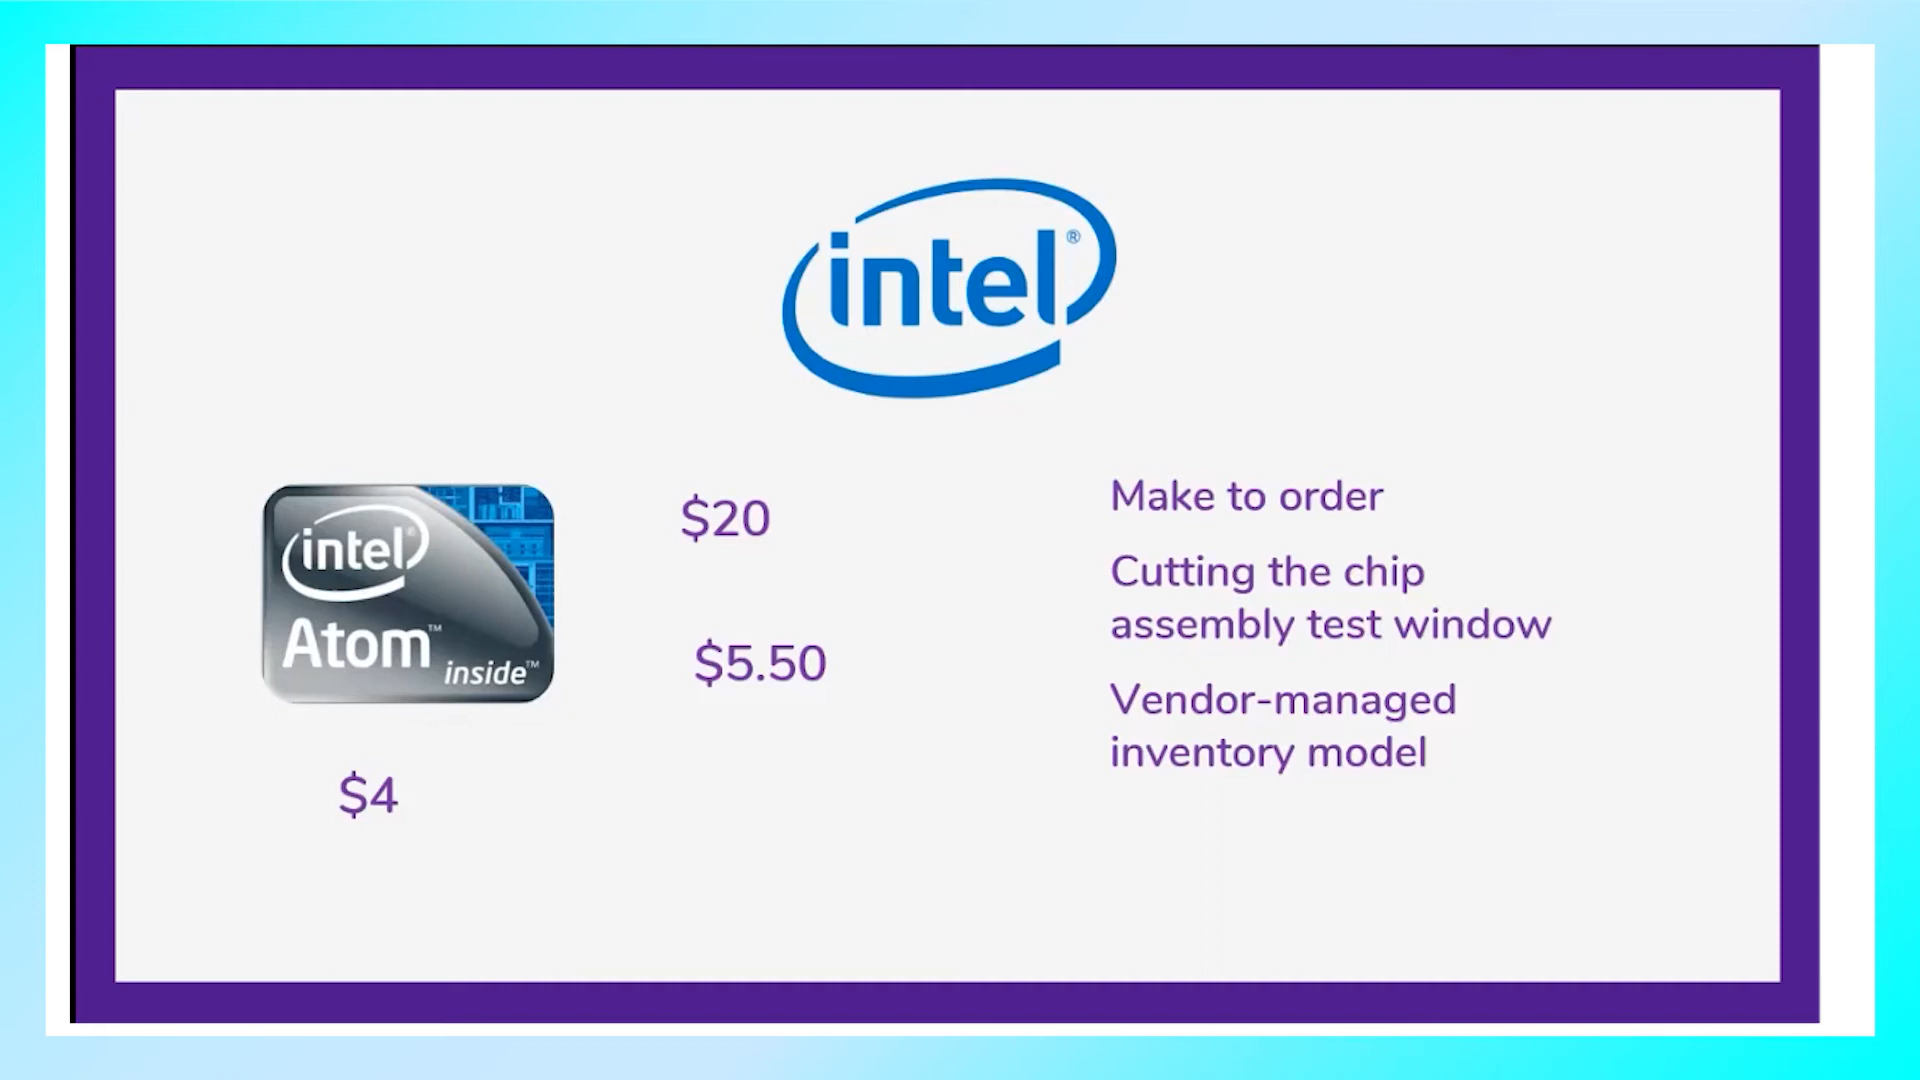 intel®
intel®
Atom™
inside™
$4
$20
$5.50
Make to order
Cutting the chip
assembly test window
Vendor-managed
inventory model